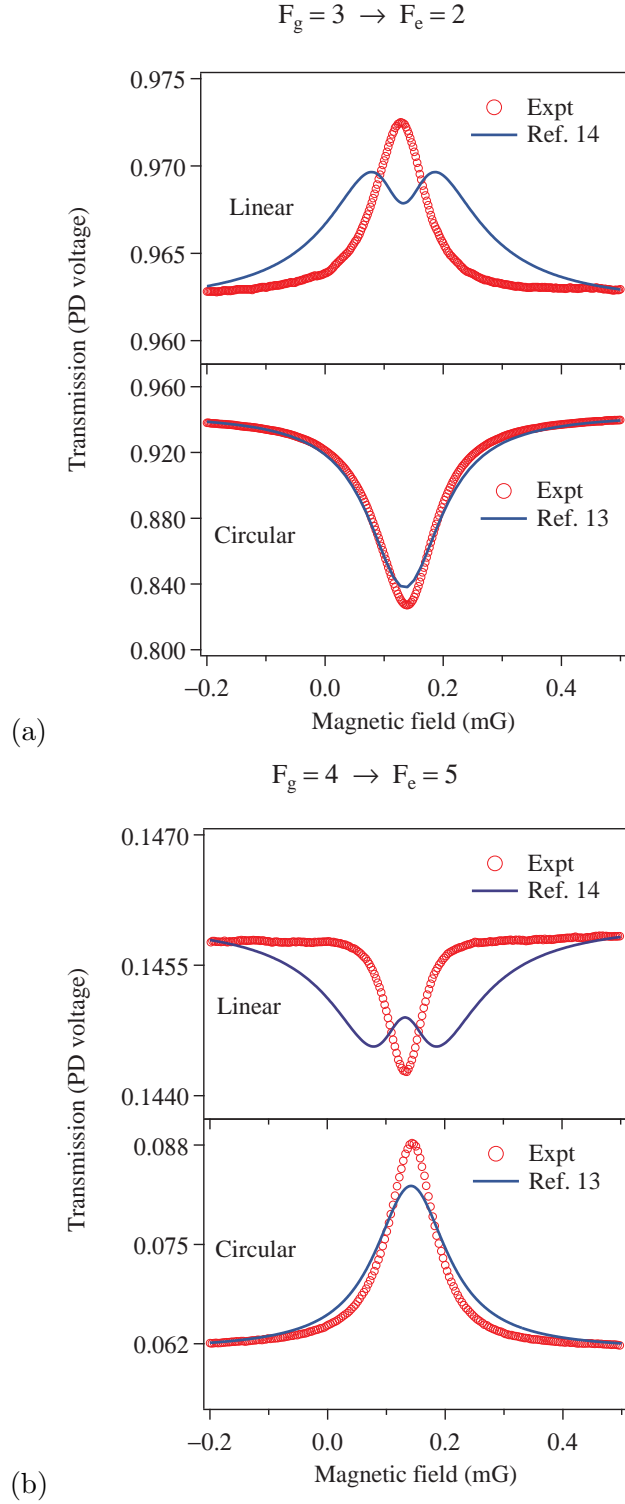 F_g = 3 → F_e = 2
0.975
0.970
0.965
0.960
Expt
Ref. 14
Linear
Transmission (PD voltage)
0.960
0.920
0.880
0.840
0.800
Expt
Ref. 13
Circular
−0.2 0.0 0.2 0.4
Magnetic field (mG)
(a)
F_g = 4 → F_e = 5
0.1470
0.1455
0.1440
Expt
Ref. 14
Linear
Transmission (PD voltage)
0.088
0.075
0.062
Expt
Ref. 13
Circular
−0.2 0.0 0.2 0.4
Magnetic field (mG)
(b)